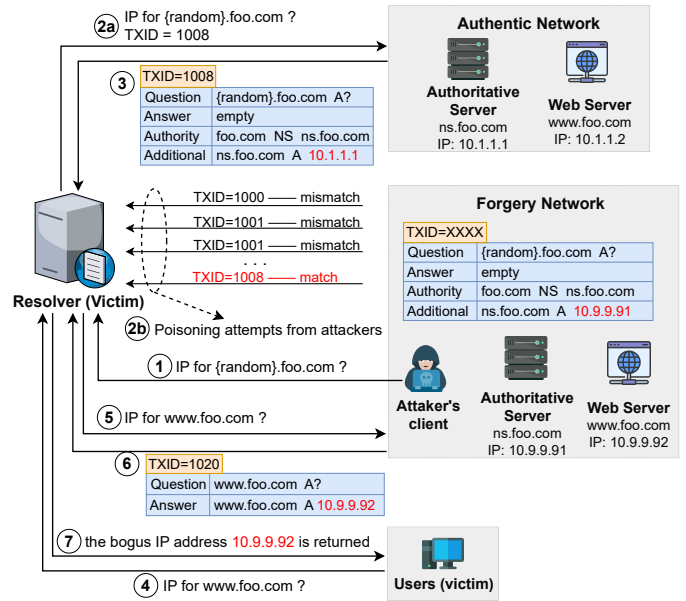 2a IP for {random}.foo.com ?
TXID = 1008
Authentic Network
Authoritative
Server
ns.foo.com
IP: 10.1.1.1
Web Server
www.foo.com
IP: 10.1.1.2
3 TXID=1008
Question {random}.foo.com A?
Answer empty
Authority foo.com NS ns.foo.com
Additional ns.foo.com A 10.1.1.1
TXID=1000 —— mismatch
TXID=1001 —— mismatch
TXID=1001 —— mismatch
. . .
TXID=1008 —— match
Resolver (Victim)
2b Poisoning attempts from attackers
Forgery Network
TXID=XXXX
Question {random}.foo.com A?
Answer empty
Authority foo.com NS ns.foo.com
Additional ns.foo.com A 10.9.9.91
1 IP for {random}.foo.com ?
Attaker's
client
Authoritative
Server
ns.foo.com
IP: 10.9.9.91
Web Server
www.foo.com
IP: 10.9.9.92
5 IP for www.foo.com ?
6 TXID=1020
Question www.foo.com A?
Answer www.foo.com A 10.9.9.92
7 the bogus IP address 10.9.9.92 is returned
4 IP for www.foo.com ?
Users (victim)